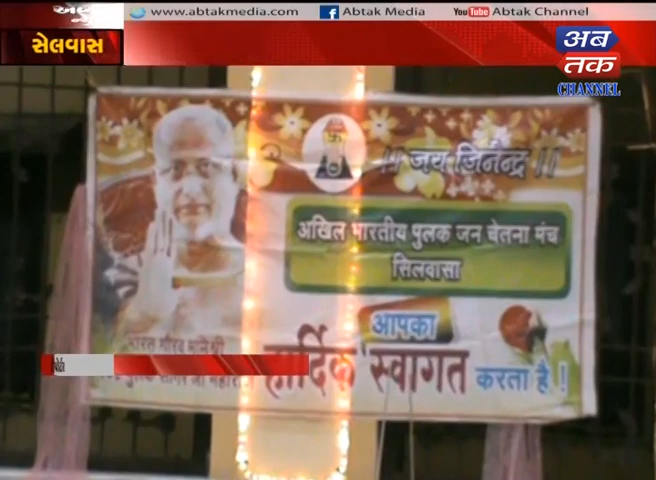 www.abtakmedia.com
Abtak Media
Abtak Channel
સેલવાસ
अब
तक
CHANNEL
॥ जय जिनेन्द्र ॥
अखिल भारतीय पुलक जन चेतना मंच
सिलवासा
आपका
हार्दिक स्वागत करता है !
भारत गौरव